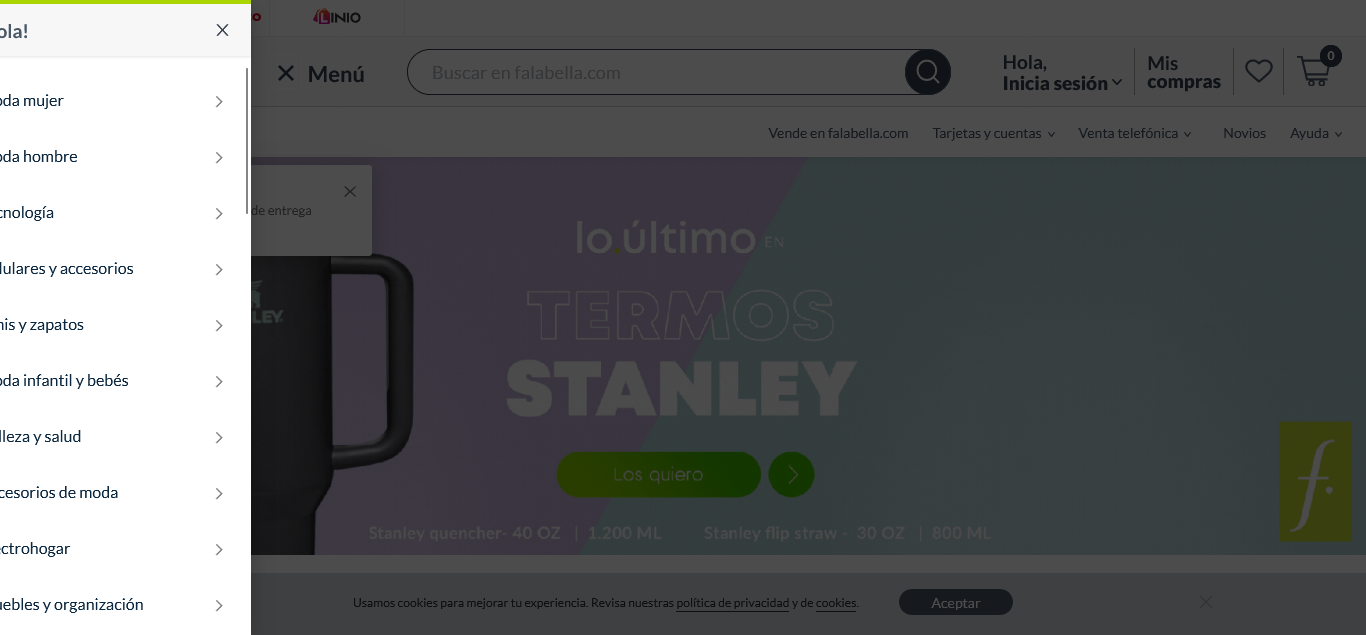 LINIO
ola!
Menú
Buscar en falabella.com
Hola,
Inicia sesión
Mis
compras
0
Vende en falabella.com
Tarjetas y cuentas
Venta telefónica
Novios
Ayuda
oda mujer
oda hombre
cnología
lulares y accesorios
nis y zapatos
oda infantil y bebés
lleza y salud
cesorios de moda
ectrohogar
uebles y organización
de entrega
lo.último EN
TERMOS
STANLEY
Los quiero
Stanley quencher- 40 OZ | 1.200 ML Stanley flip straw - 30 OZ | 800 ML
LEY
f.
Usamos cookies para mejorar tu experiencia. Revisa nuestras política de privacidad y de cookies.
Aceptar